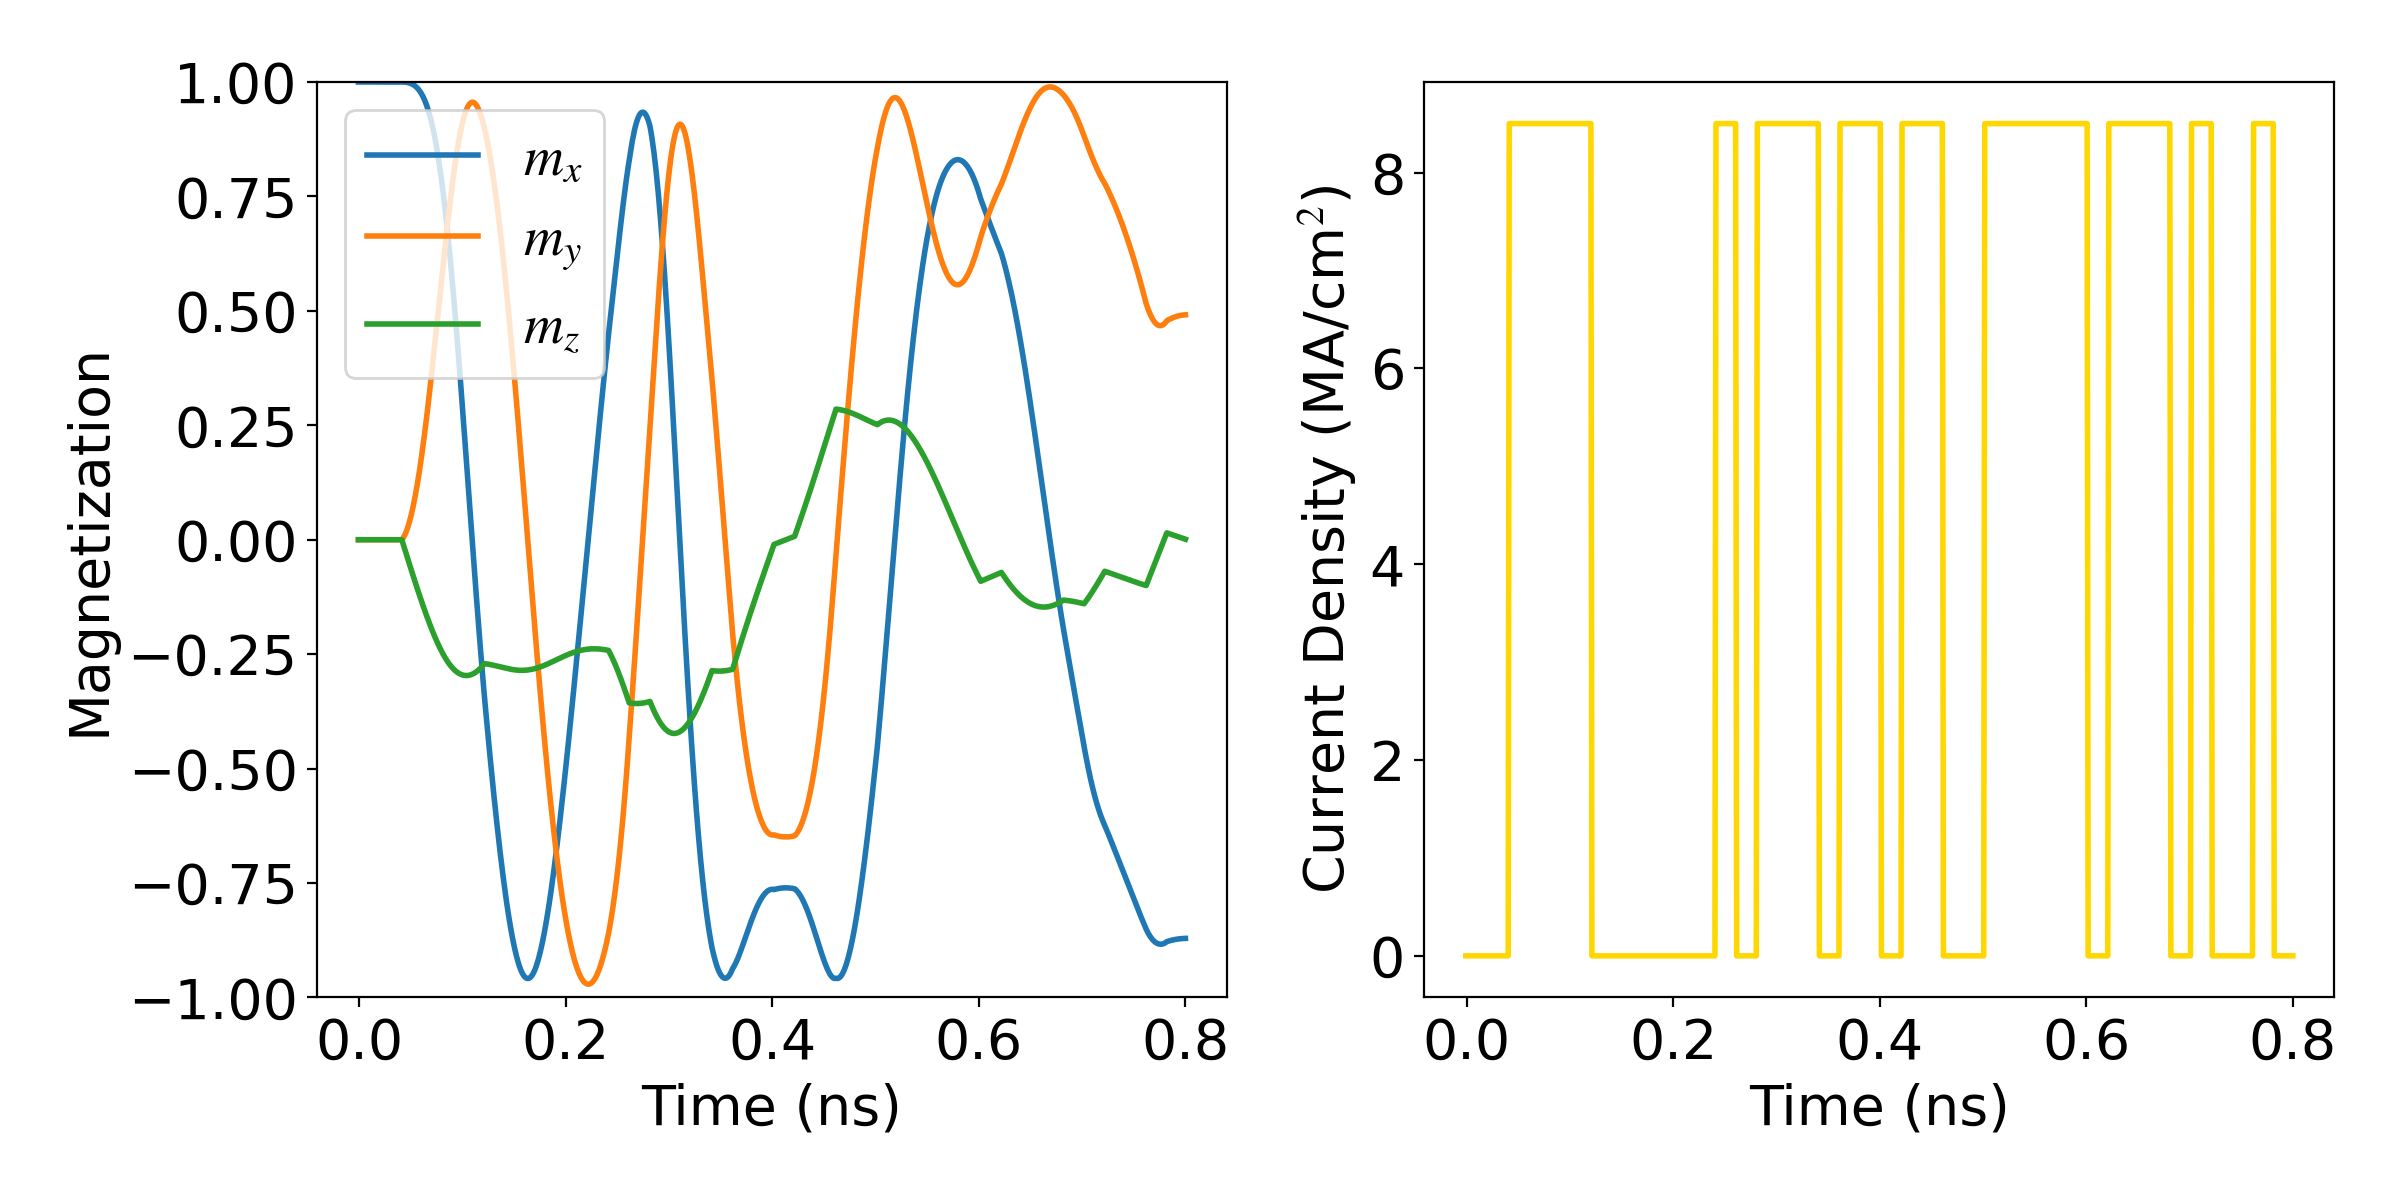 1.00
0.75
0.50
0.25
0.00
−0.25
−0.50
−0.75
−1.00
Magnetization
m_x
m_y
m_z
0.0 0.2 0.4 0.6 0.8
Time (ns)
8
6
4
2
0
Current Density (MA/cm²)
0.0 0.2 0.4 0.6 0.8
Time (ns)